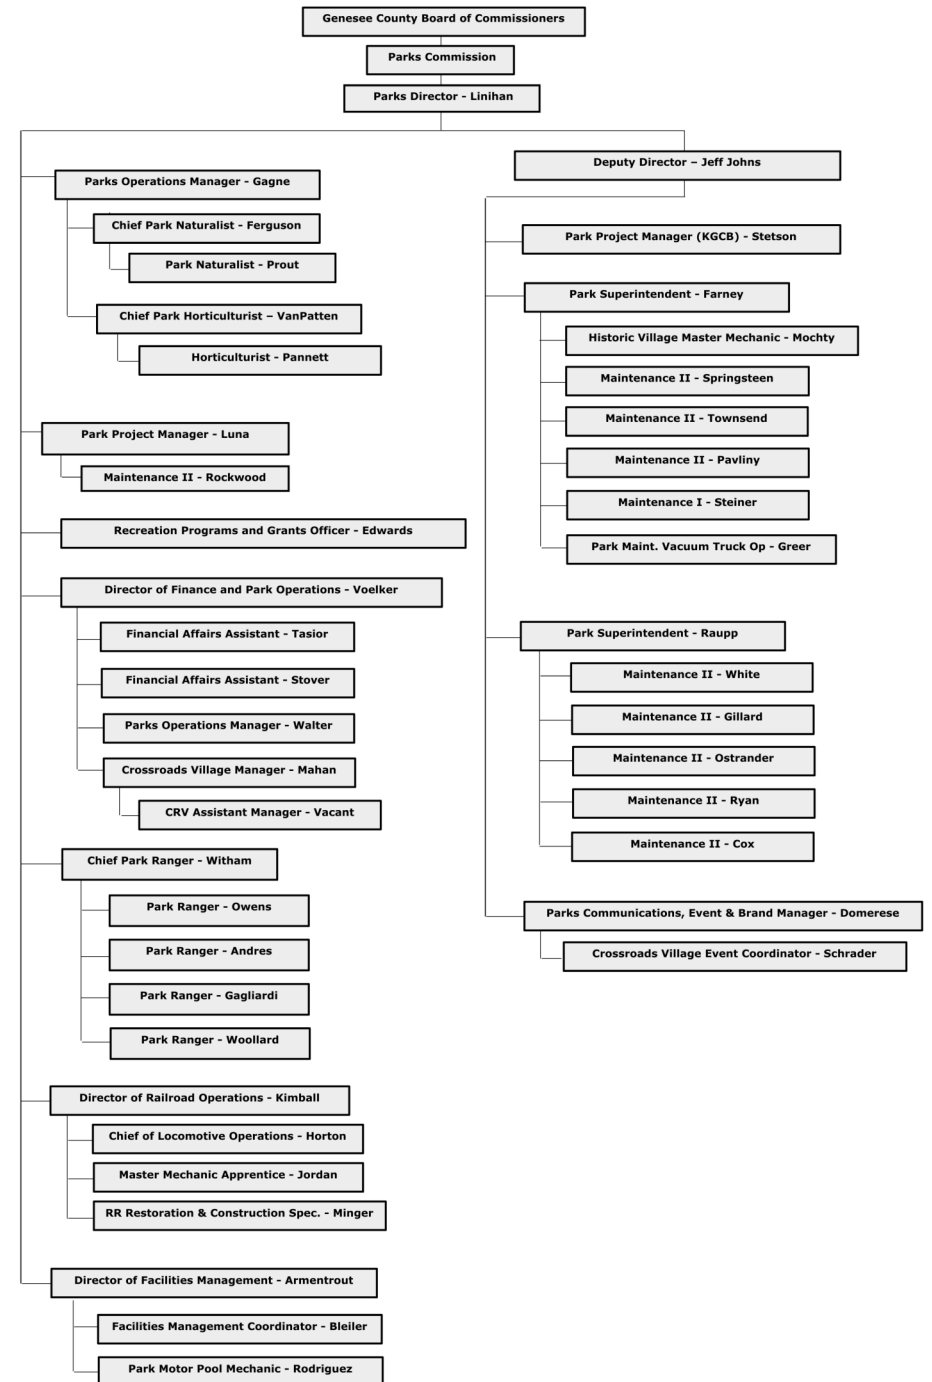 Genesee County Board of Commissioners
Parks Commission
Parks Director - Linihan
Parks Operations Manager - Gagne
Chief Park Naturalist - Ferguson
Park Naturalist - Prout
Chief Park Horticulturist – VanPatten
Horticulturist - Pannett
Park Project Manager - Luna
Maintenance II - Rockwood
Recreation Programs and Grants Officer - Edwards
Director of Finance and Park Operations - Voelker
Financial Affairs Assistant - Tasior
Financial Affairs Assistant - Stover
Parks Operations Manager - Walter
Crossroads Village Manager - Mahan
CRV Assistant Manager - Vacant
Chief Park Ranger - Witham
Park Ranger - Owens
Park Ranger - Andres
Park Ranger - Gagliardi
Park Ranger - Woollard
Director of Railroad Operations - Kimball
Chief of Locomotive Operations - Horton
Master Mechanic Apprentice - Jordan
RR Restoration & Construction Spec. - Minger
Director of Facilities Management - Armentrout
Facilities Management Coordinator - Bleiler
Park Motor Pool Mechanic - Rodriguez
Deputy Director – Jeff Johns
Park Project Manager (KGCB) - Stetson
Park Superintendent - Farney
Historic Village Master Mechanic - Mochty
Maintenance II - Springsteen
Maintenance II - Townsend
Maintenance II - Pavliny
Maintenance I - Steiner
Park Maint. Vacuum Truck Op - Greer
Park Superintendent - Raupp
Maintenance II - White
Maintenance II - Gillard
Maintenance II - Ostrander
Maintenance II - Ryan
Maintenance II - Cox
Parks Communications, Event & Brand Manager - Domerese
Crossroads Village Event Coordinator - Schrader